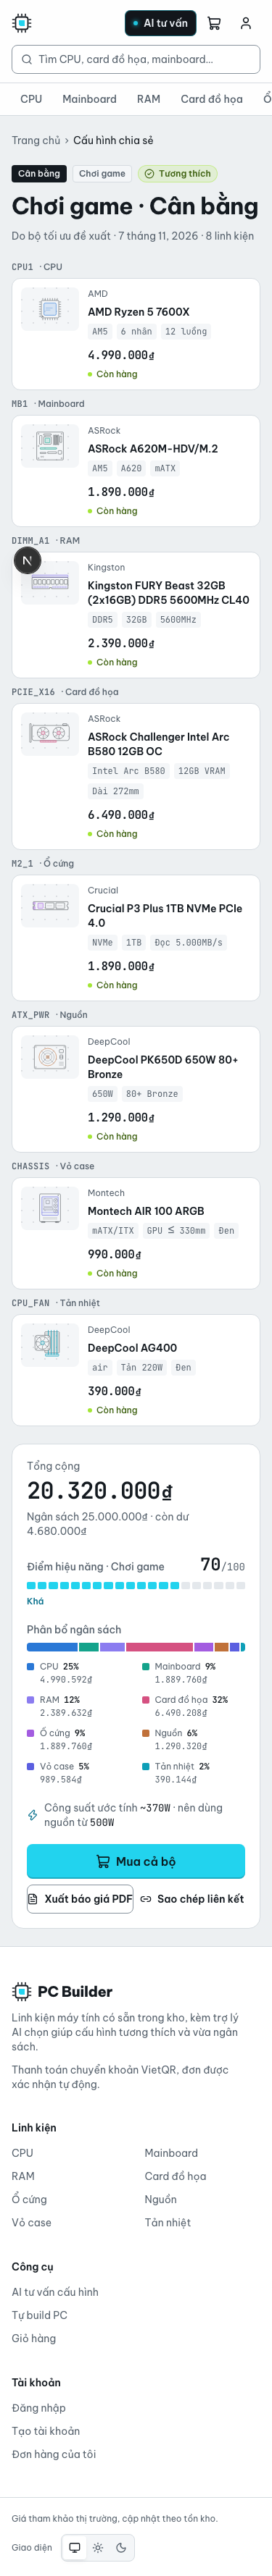 AI tư vấn
Tìm CPU, card đồ họa, mainboard...
CPU Mainboard RAM Card đồ họa Ổ
Trang chủ › Cấu hình chia sẻ
Cân bằng Chơi game Tương thích
Chơi game · Cân bằng
Do bộ tối ưu đề xuất · 7 tháng 11, 2026 · 8 linh kiện
CPU1 · CPU
AMD
AMD Ryzen 5 7600X
AM5 6 nhân 12 luồng
4.990.000₫
Còn hàng
MB1 · Mainboard
ASRock
ASRock A620M-HDV/M.2
AM5 A620 mATX
1.890.000₫
Còn hàng
DIMM_A1 · RAM
N
Kingston
Kingston FURY Beast 32GB
(2x16GB) DDR5 5600MHz CL40
DDR5 32GB 5600MHz
2.390.000₫
Còn hàng
PCIE_X16 · Card đồ họa
ASRock
ASRock Challenger Intel Arc
B580 12GB OC
Intel Arc B580 12GB VRAM
Dài 272mm
6.490.000₫
Còn hàng
M2_1 · Ổ cứng
Crucial
Crucial P3 Plus 1TB NVMe PCIe
4.0
NVMe 1TB Đọc 5.000MB/s
1.890.000₫
Còn hàng
ATX_PWR · Nguồn
DeepCool
DeepCool PK650D 650W 80+
Bronze
650W 80+ Bronze
1.290.000₫
Còn hàng
CHASSIS · Vỏ case
Montech
Montech AIR 100 ARGB
mATX/ITX GPU ≤ 330mm Đen
990.000₫
Còn hàng
CPU_FAN · Tản nhiệt
DeepCool
DeepCool AG400
air Tản 220W Đen
390.000₫
Còn hàng
Tổng cộng
20.320.000₫
Ngân sách 25.000.000₫ · còn dư
4.680.000₫
Điểm hiệu năng · Chơi game 70/100
Khá
Phân bổ ngân sách
CPU 25% Mainboard 9%
4.990.592₫ 1.889.760₫
RAM 12% Card đồ họa 32%
2.389.632₫ 6.490.208₫
Ổ cứng 9% Nguồn 6%
1.889.760₫ 1.290.320₫
Vỏ case 5% Tản nhiệt 2%
989.584₫ 390.144₫
Công suất ước tính ~370W · nên dùng
nguồn từ 500W
Mua cả bộ
Xuất báo giá PDF Sao chép liên kết
PC Builder
Linh kiện máy tính có sẵn trong kho, kèm trợ lý
AI chọn giúp cấu hình tương thích và vừa ngân
sách.
Thanh toán chuyển khoản VietQR, đơn được
xác nhận tự động.
Linh kiện
CPU Mainboard
RAM Card đồ họa
Ổ cứng Nguồn
Vỏ case Tản nhiệt
Công cụ
AI tư vấn cấu hình
Tự build PC
Giỏ hàng
Tài khoản
Đăng nhập
Tạo tài khoản
Đơn hàng của tôi
Giá tham khảo thị trường, cập nhật theo tồn kho.
Giao diện